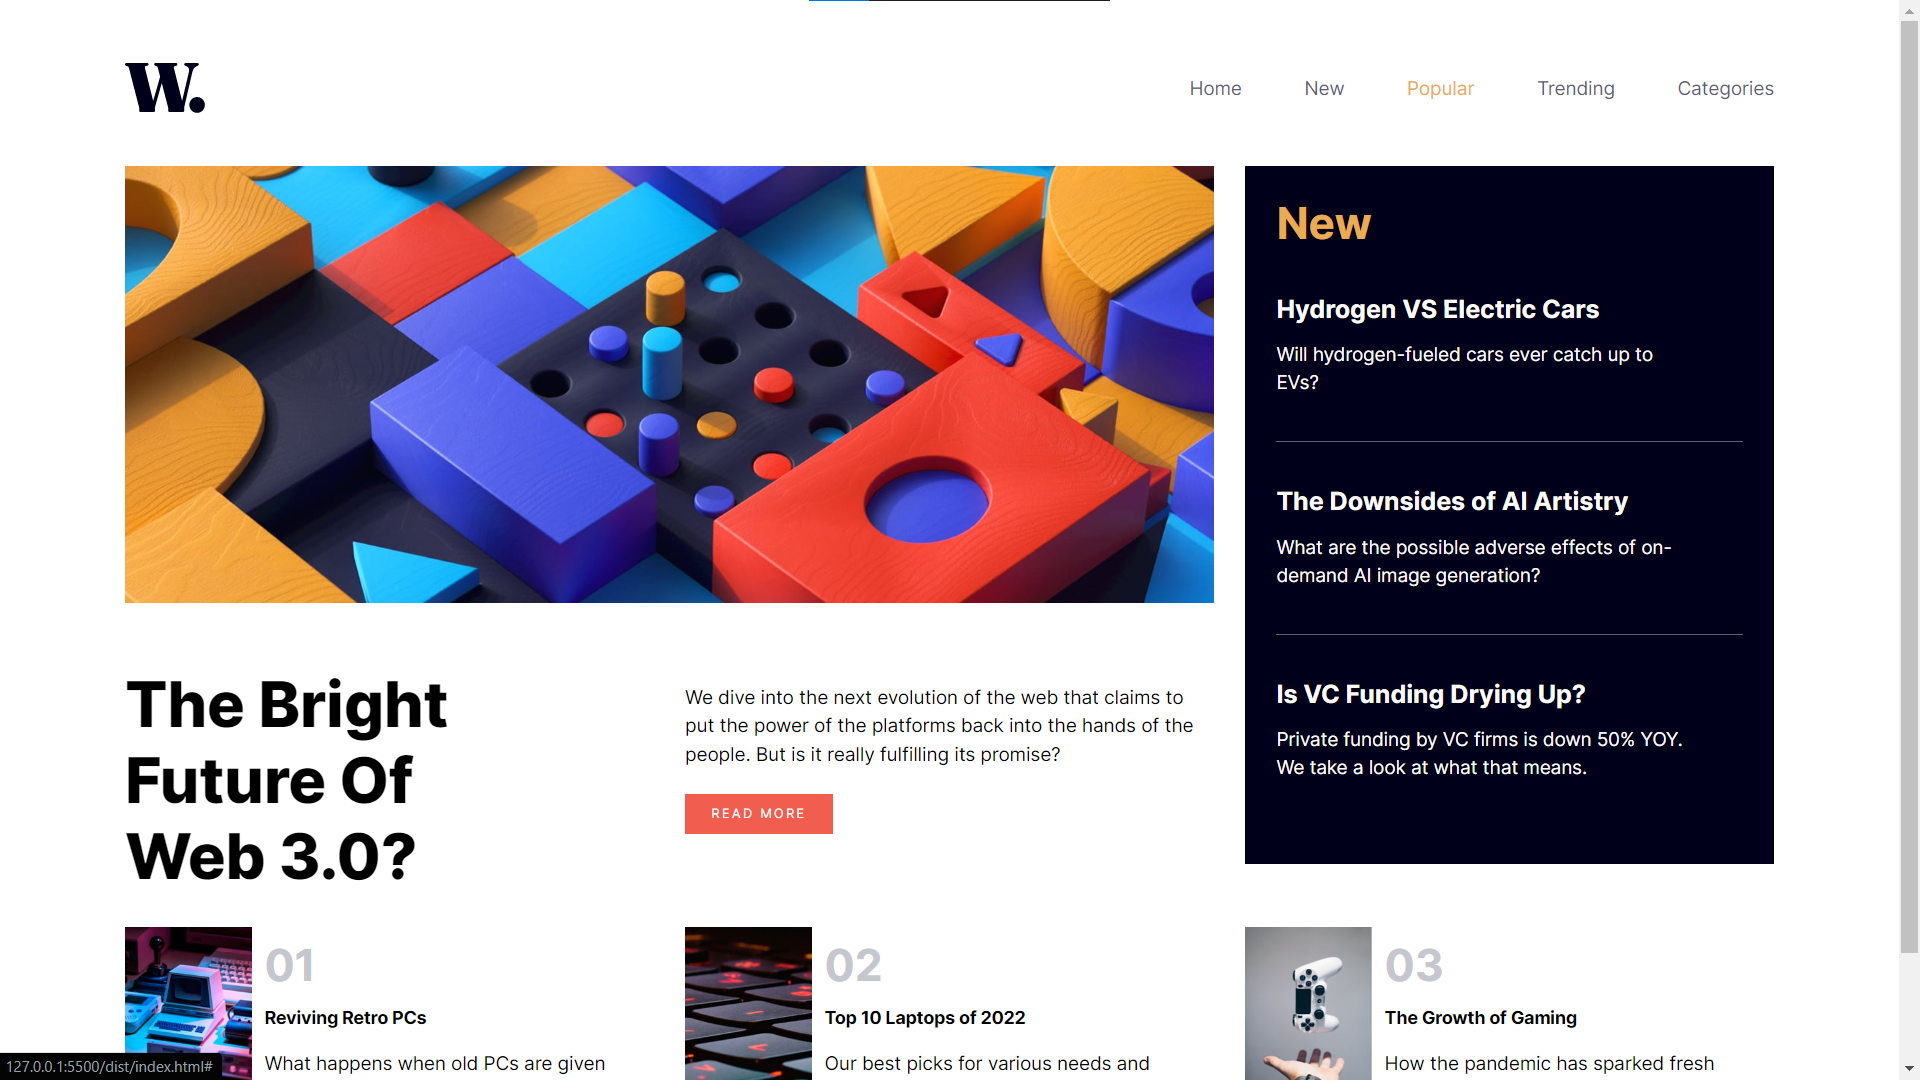 W.
Home
New
Popular
Trending
Categories
New
Hydrogen VS Electric Cars
Will hydrogen-fueled cars ever catch up to
EVs?
The Downsides of AI Artistry
What are the possible adverse effects of on-
demand AI image generation?
Is VC Funding Drying Up?
Private funding by VC firms is down 50% YOY.
We take a look at what that means.
The Bright
Future Of
Web 3.0?
We dive into the next evolution of the web that claims to
put the power of the platforms back into the hands of the
people. But is it really fulfilling its promise?
READ MORE
01
Reviving Retro PCs
What happens when old PCs are given
02
Top 10 Laptops of 2022
Our best picks for various needs and
03
The Growth of Gaming
How the pandemic has sparked fresh
127.0.0.1:5500/dist/index.html#